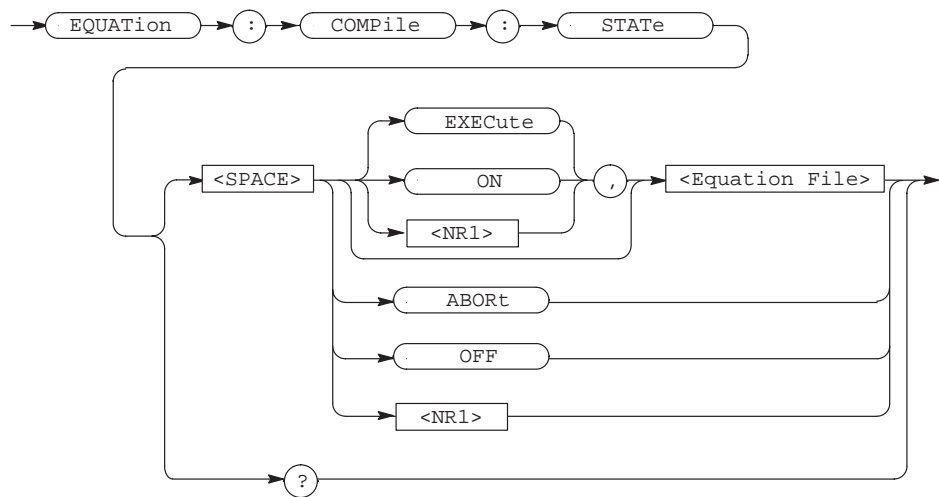 EQUATion : COMPile : STATe
EXECute
<SPACE> ON , <Equation File>
<NR1>
ABORt
OFF
<NR1>
?